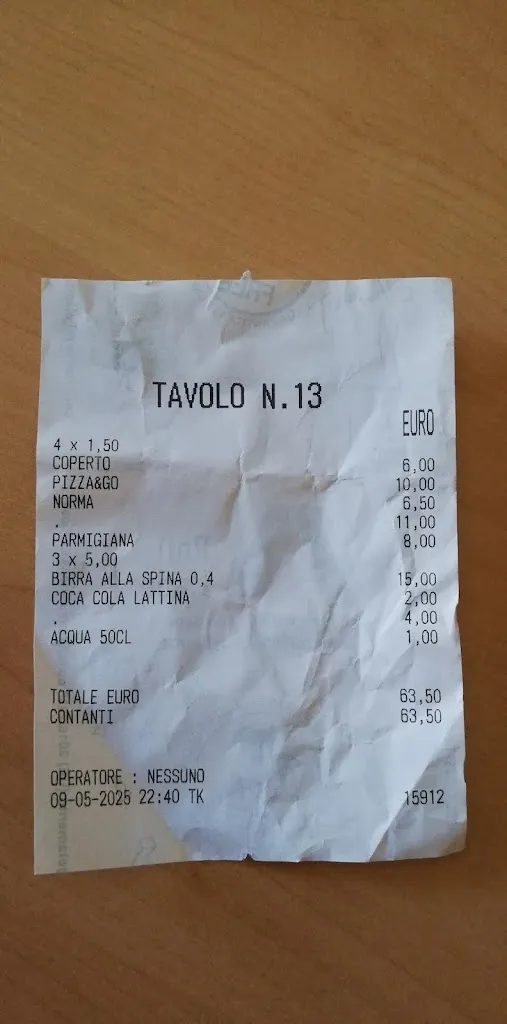 TAVOLO N.13
EURO
4 x 1,50
COPERTO 6,00
PIZZA&GO 10,00
NORMA 6,50
. 11,00
PARMIGIANA 8,00
3 x 5,00
BIRRA ALLA SPINA 0,4 15,00
COCA COLA LATTINA 2,00
. 4,00
ACQUA 50CL 1,00
TOTALE EURO 63,50
CONTANTI 63,50
OPERATORE : NESSUNO
09-05-2025 22:40 TK 15912